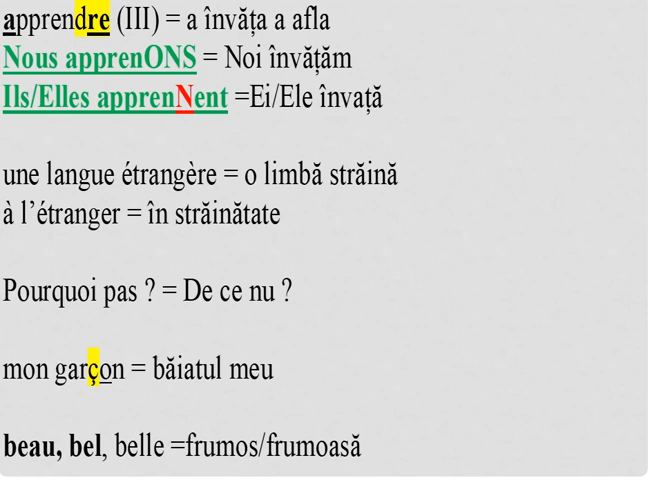 apprendre (III) = a învăța a afla
Nous apprenONS = Noi învățăm
Ils/Elles apprenNent =Ei/Ele învață
une langue étrangère = o limbă străină
à l’étranger = în străinătate
Pourquoi pas ? = De ce nu ?
mon garçon = băiatul meu
beau, bel, belle =frumos/frumoasă